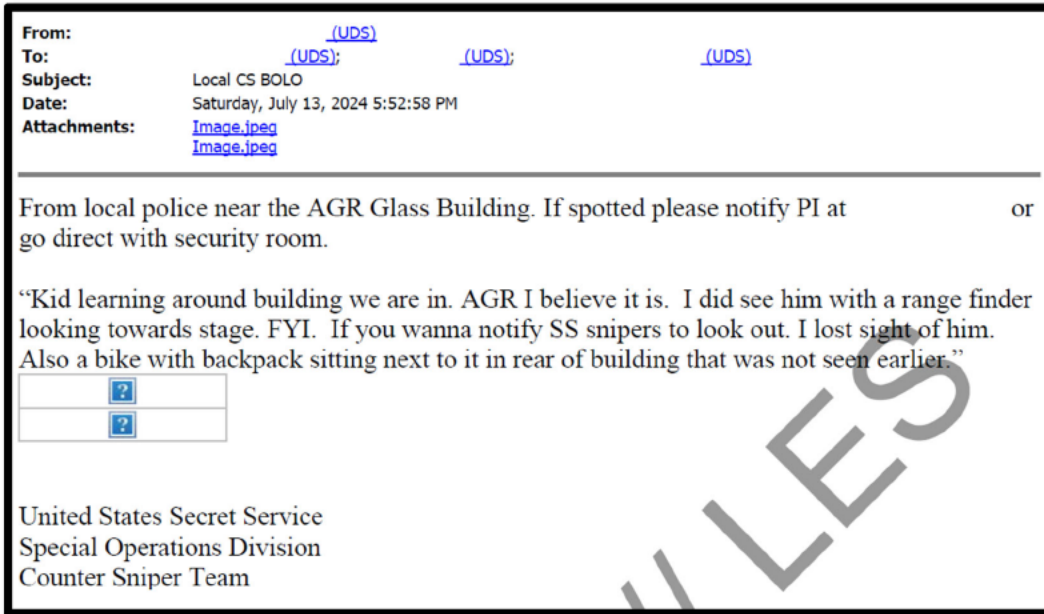 From: (UDS)
To: (UDS); (UDS); (UDS)
Subject: Local CS BOLO
Date: Saturday, July 13, 2024 5:52:58 PM
Attachments: Image.jpeg
Image.jpeg
From local police near the AGR Glass Building. If spotted please notify PI at or
go direct with security room.
“Kid learning around building we are in. AGR I believe it is. I did see him with a range finder
looking towards stage. FYI. If you wanna notify SS snipers to look out. I lost sight of him.
Also a bike with backpack sitting next to it in rear of building that was not seen earlier.”
?
?
United States Secret Service
Special Operations Division
Counter Sniper Team
// LES